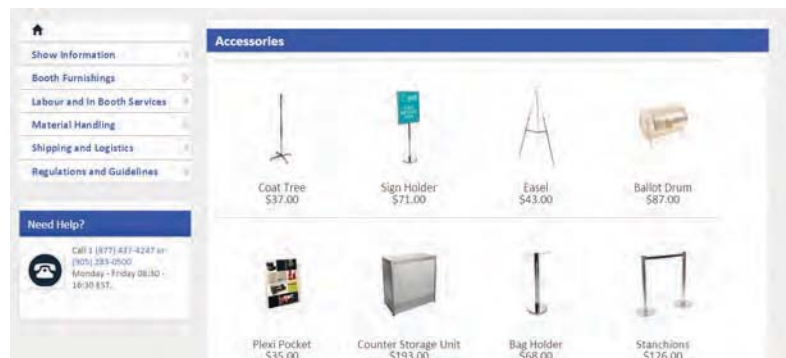 Show Information
Booth Furnishings
Labour and In Booth Services
Material Handling
Shipping and Logistics
Regulations and Guidelines
Need Help?
Call 1 (877) 437-4247 or
(905) 283-0500
Monday - Friday 08:30 -
16:30 EST.
Accessories
Coat Tree
$37.00
Sign Holder
$71.00
Easel
$43.00
Ballot Drum
$87.00
Plexi Pocket
$35.00
Counter Storage Unit
$193.00
Bag Holder
$68.00
Stanchions
$126.00